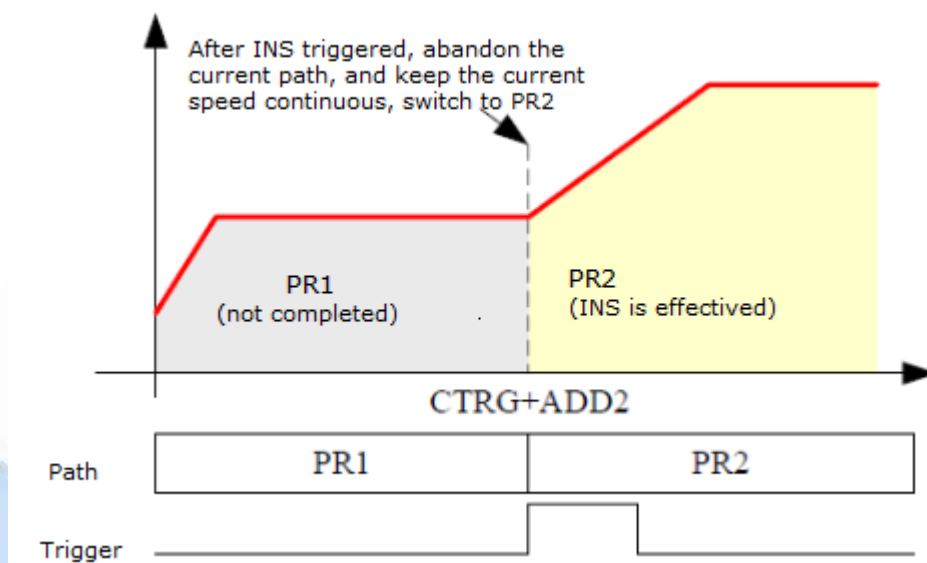 After INS triggered, abandon the
current path, and keep the current
speed continuous, switch to PR2
PR1
(not completed)
PR2
(INS is effectived)
CTRG+ADD2
Path
PR1
PR2
Trigger